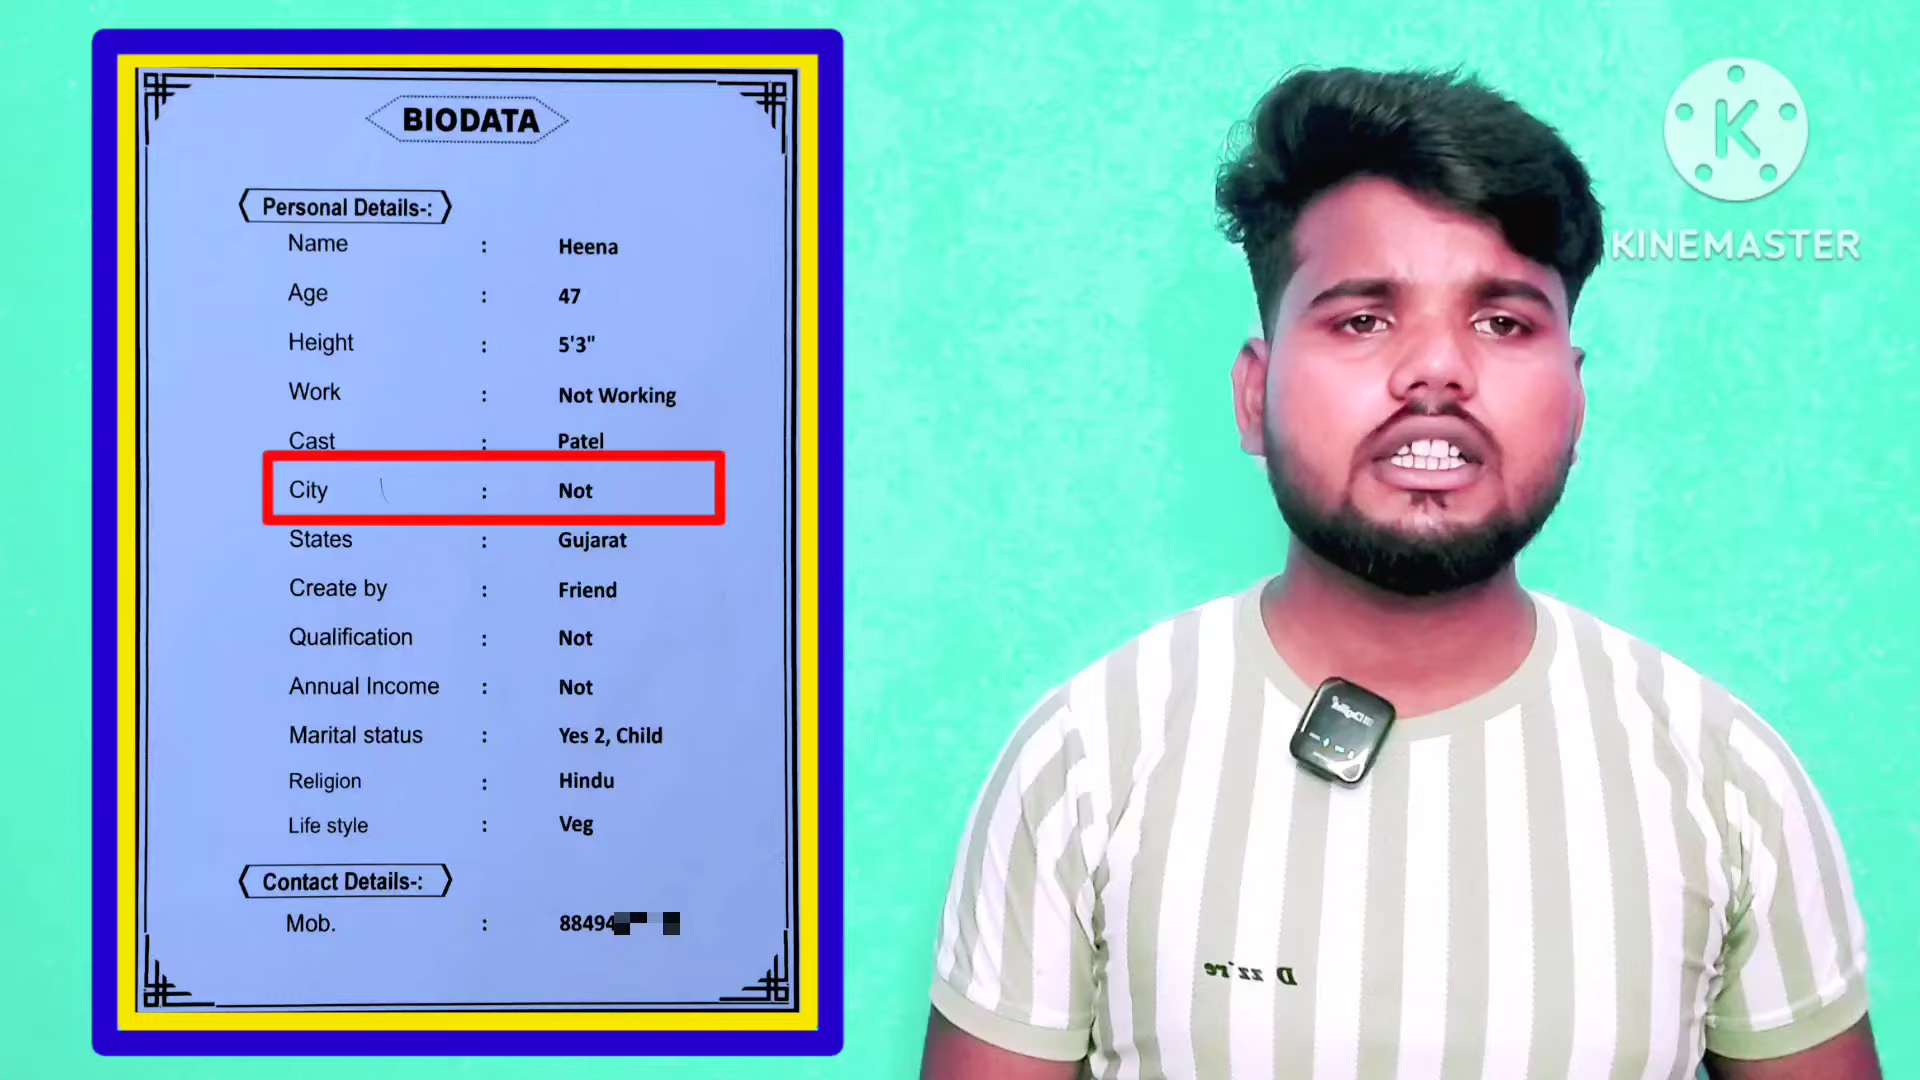 BIODATA
Personal Details-:
Name : Heena
Age : 47
Height : 5'3"
Work : Not Working
Cast : Patel
City : Not
States : Gujarat
Create by : Friend
Qualification : Not
Annual Income : Not
Marital status : Yes 2, Child
Religion : Hindu
Life style : Veg
Contact Details-:
Mob. : 88494
K
KINEMASTER